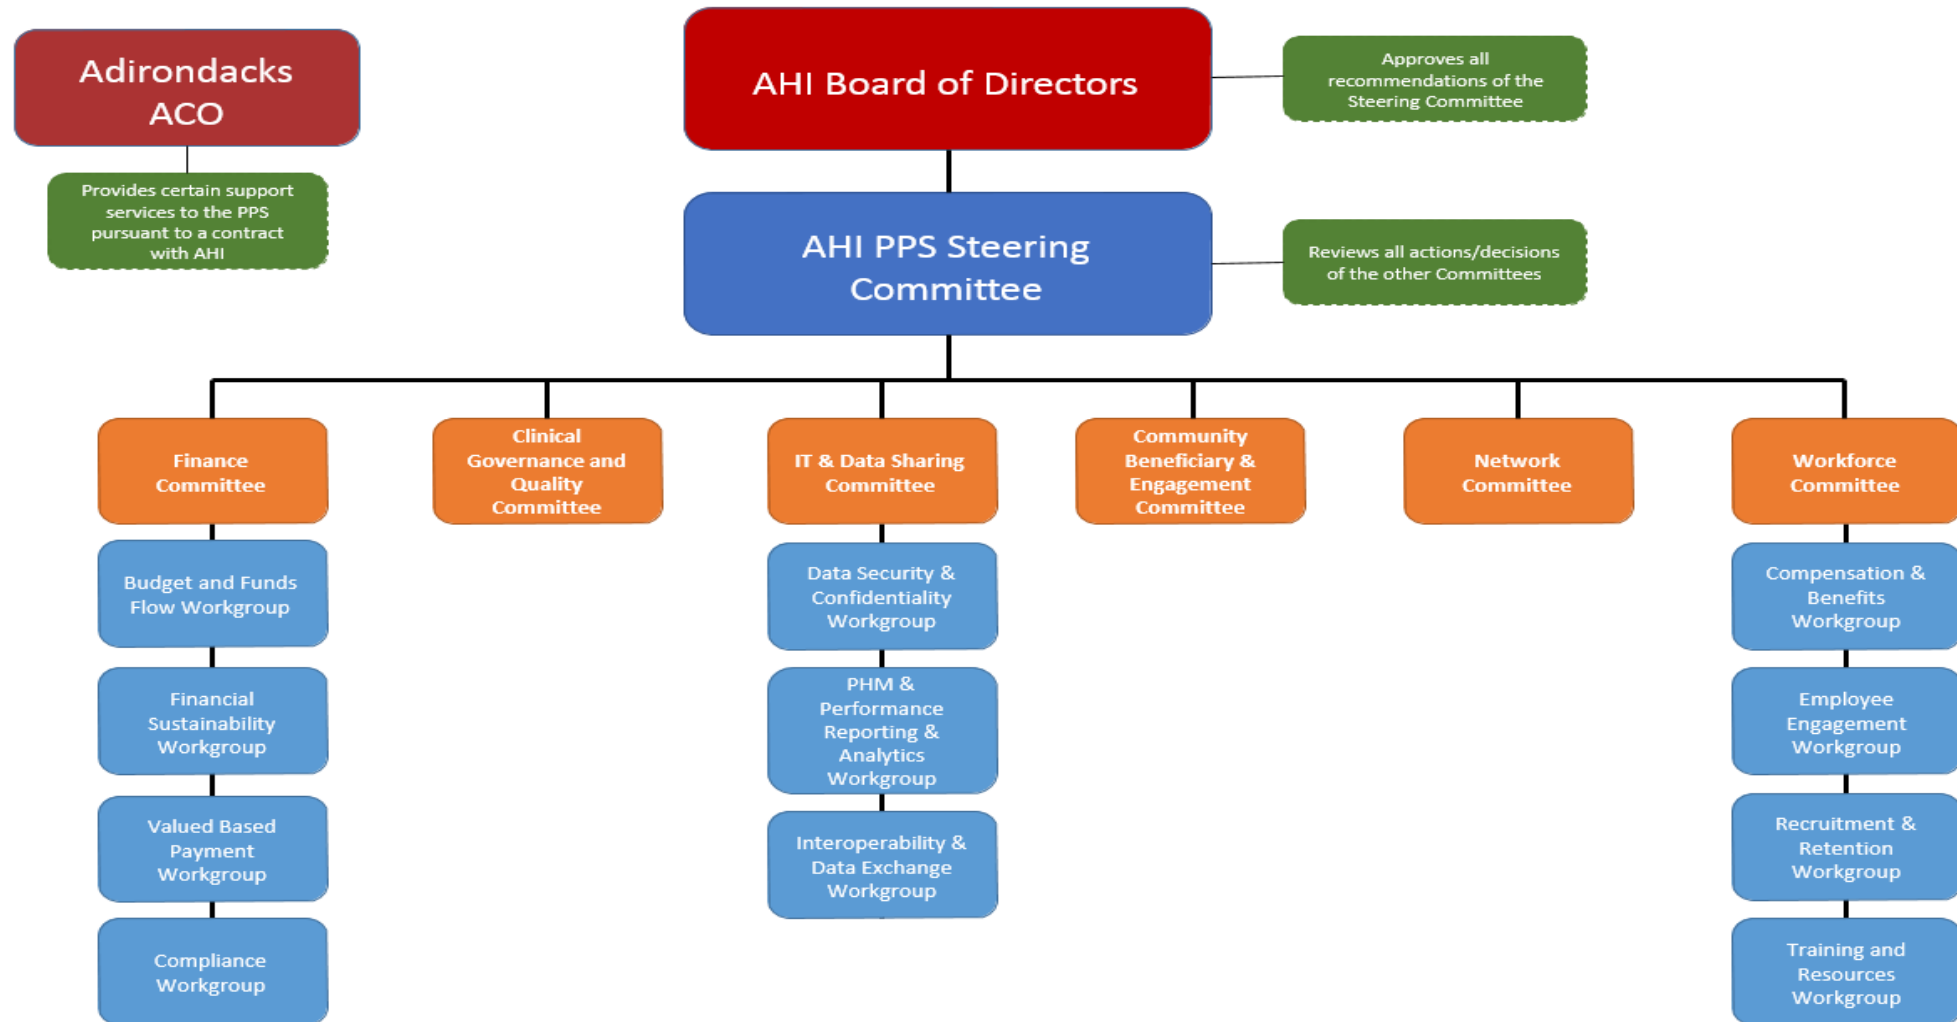 Adirondacks
ACO
Provides certain support
services to the PPS
pursuant to a contract
with AHI
AHI Board of Directors
Approves all
recommendations of the
Steering Committee
AHI PPS Steering
Committee
Reviews all actions/decisions
of the other Committees
Finance
Committee
Budget and Funds
Flow Workgroup
Financial
Sustainability
Workgroup
Valued Based
Payment
Workgroup
Compliance
Workgroup
Clinical
Governance and
Quality
Committee
IT & Data Sharing
Committee
Data Security &
Confidentiality
Workgroup
PHM &
Performance
Reporting &
Analytics
Workgroup
Interoperability &
Data Exchange
Workgroup
Community
Beneficiary &
Engagement
Committee
Network
Committee
Workforce
Committee
Compensation &
Benefits
Workgroup
Employee
Engagement
Workgroup
Recruitment &
Retention
Workgroup
Training and
Resources
Workgroup